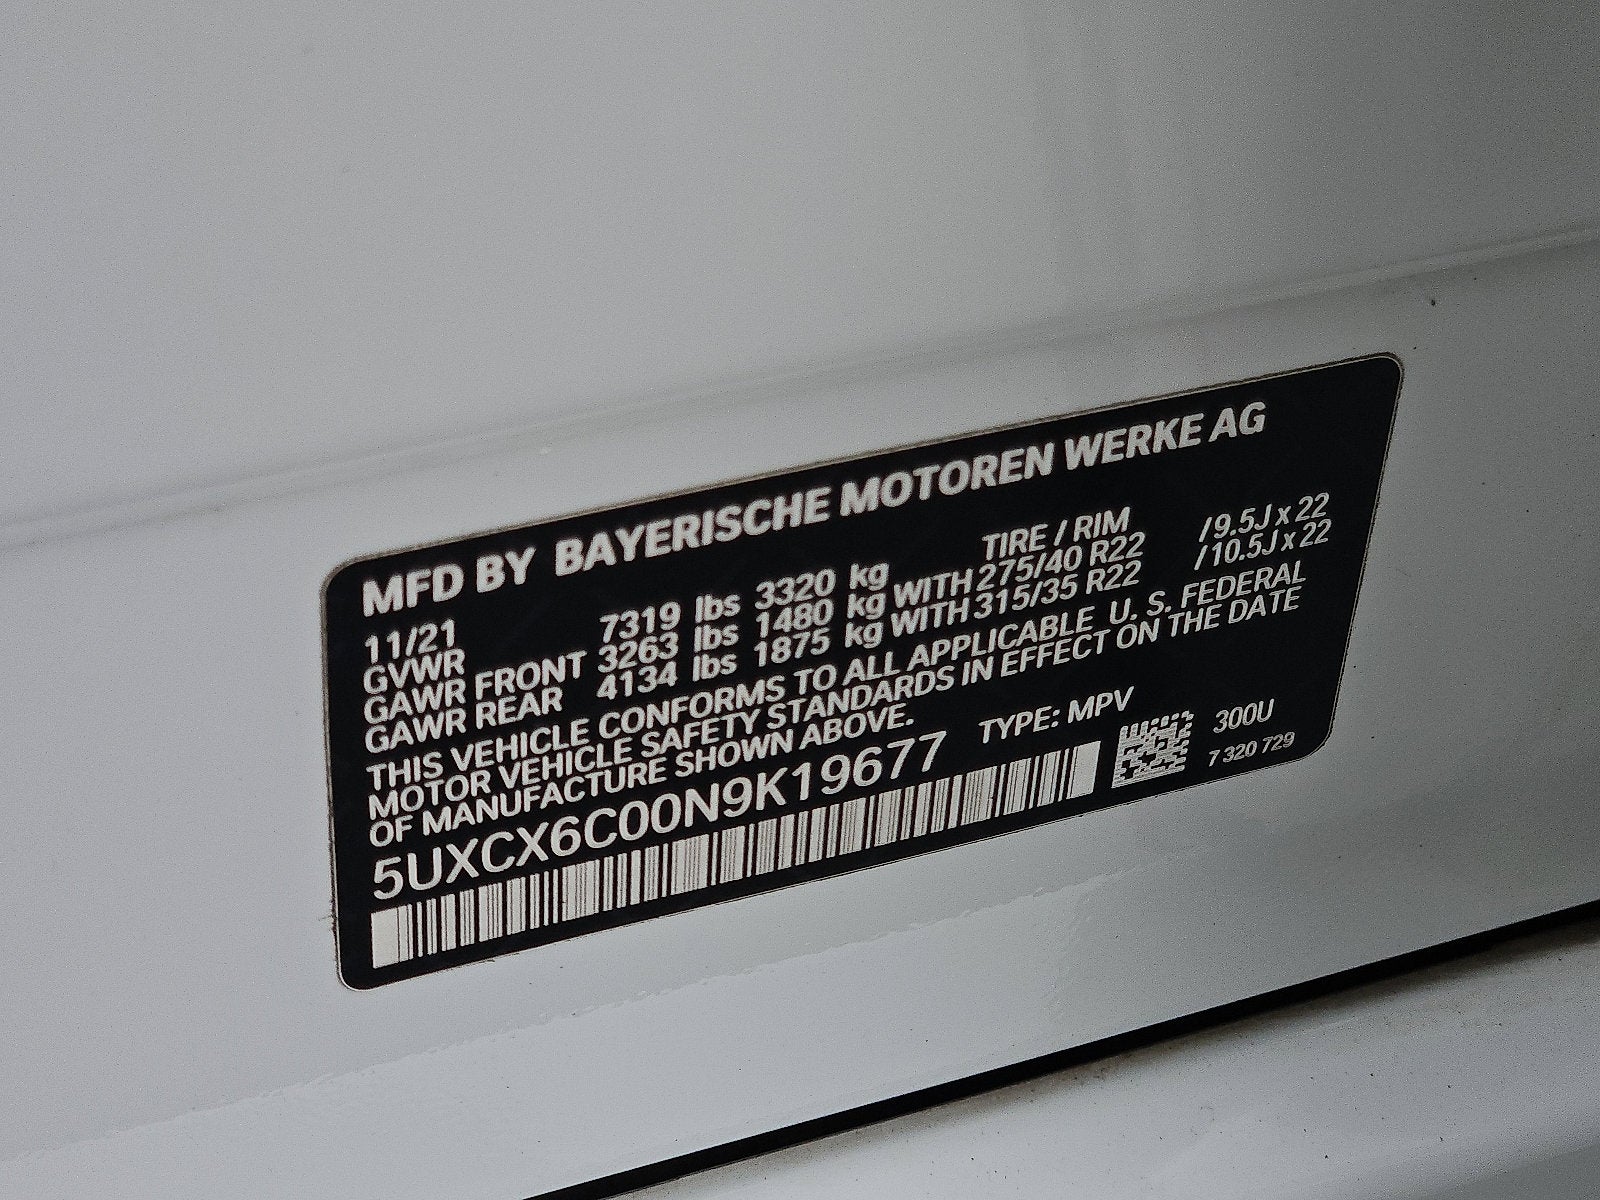 MFD BY BAYERISCHE MOTOREN WERKE AG
11/21 TIRE / RIM
GVWR 7319 lbs 3320 kg
GAWR FRONT 3263 lbs 1480 kg WITH 275/40 R22 /9.5J x 22
GAWR REAR 4134 lbs 1875 kg WITH 315/35 R22 /10.5J x 22
THIS VEHICLE CONFORMS TO ALL APPLICABLE U. S. FEDERAL
MOTOR VEHICLE SAFETY STANDARDS IN EFFECT ON THE DATE
OF MANUFACTURE SHOWN ABOVE.
5UXCX6C00N9K19677 TYPE: MPV
300U
7 320 729